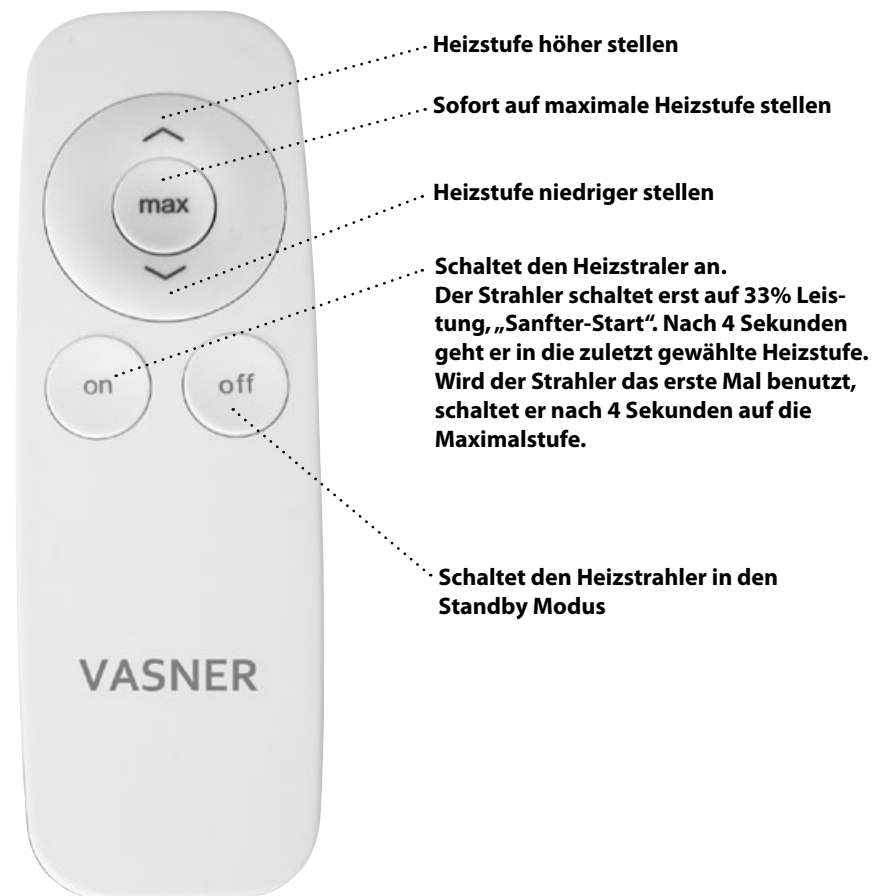 Heizstufe höher stellen
Sofort auf maximale Heizstufe stellen
max
Heizstufe niedriger stellen
Schaltet den Heizstraler an.
Der Strahler schaltet erst auf 33% Leis-
tung, „Sanfter-Start“. Nach 4 Sekunden
geht er in die zuletzt gewählte Heizstufe.
Wird der Strahler das erste Mal benutzt,
schaltet er nach 4 Sekunden auf die
Maximalstufe.
on
off
Schaltet den Heizstrahler in den
Standby Modus
VASNER